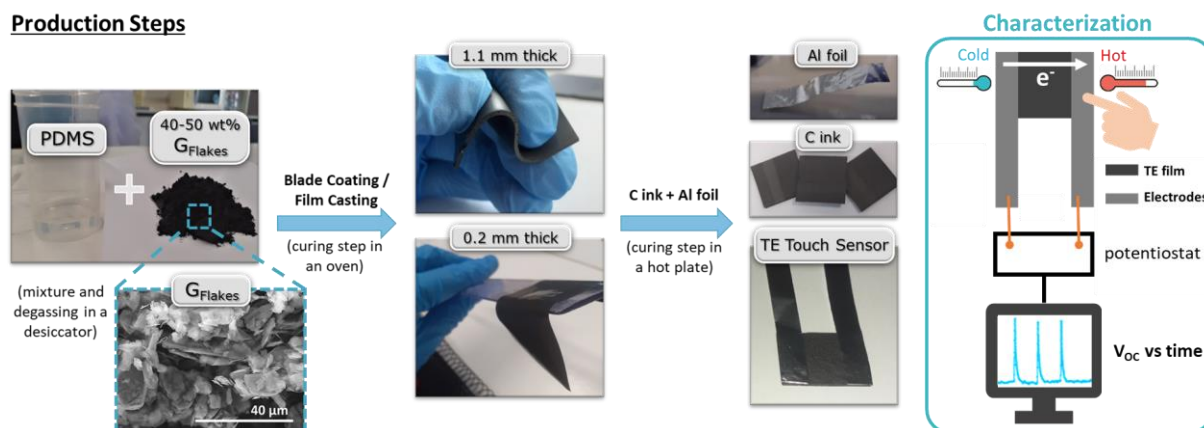 Production Steps
PDMS
40-50 wt%
GFlakes
(mixture and
degassing in a
desiccator)
GFlakes
40 µm
Blade Coating /
Film Casting
(curing step in
an oven)
1.1 mm thick
0.2 mm thick
C ink + Al foil
(curing step in
a hot plate)
Al foil
C ink
TE Touch Sensor
Characterization
Cold
Hot
e-
TE film
Electrodes
potentiostat
VOC vs time